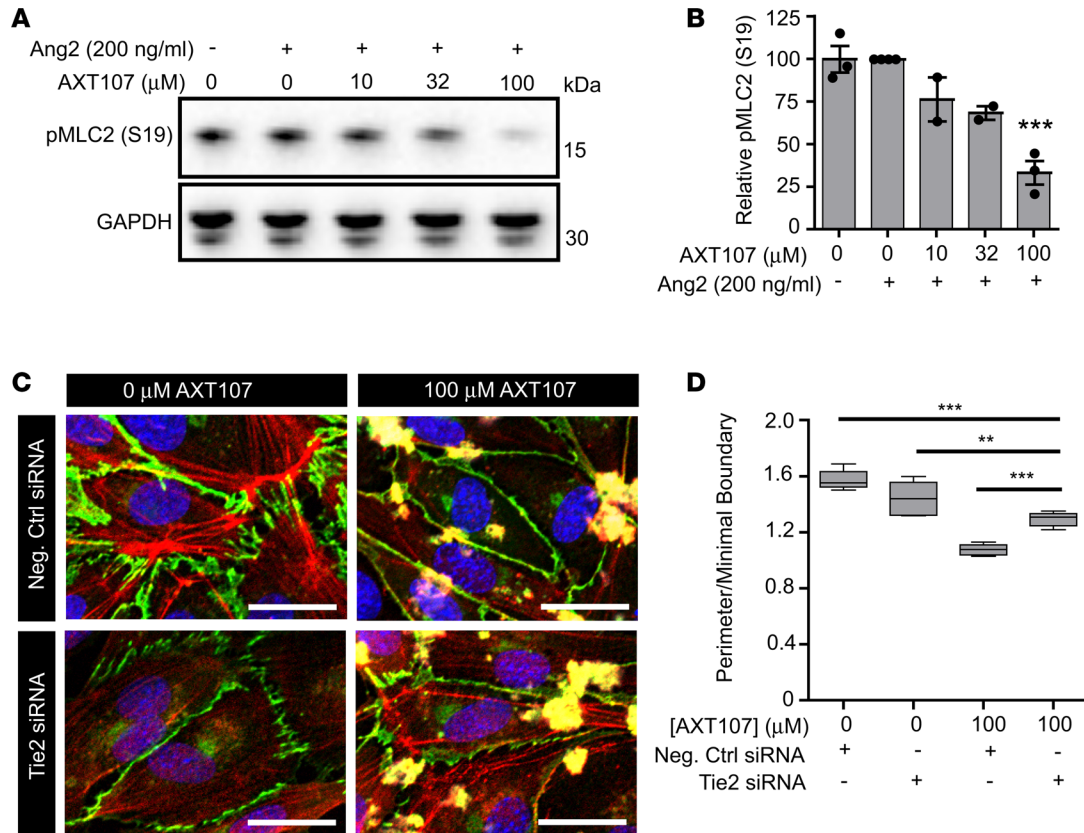 A
Ang2 (200 ng/ml) - + + + +
AXT107 (μM) 0 0 10 32 100 kDa
pMLC2 (S19)
15
GAPDH
30
B
Relative pMLC2 (S19)
125
100
75
50
25
0
***
AXT107 (μM) 0 0 10 32 100
Ang2 (200 ng/ml) - + + + +
C
0 μM AXT107 100 μM AXT107
Neg. Ctrl siRNA
Tie2 siRNA
D
Perimeter/Minimal Boundary
2.0
1.6
1.2
0.8
0.4
0
***
**
***
[AXT107] (μM) 0 0 100 100
Neg. Ctrl siRNA + - + -
Tie2 siRNA - + - +